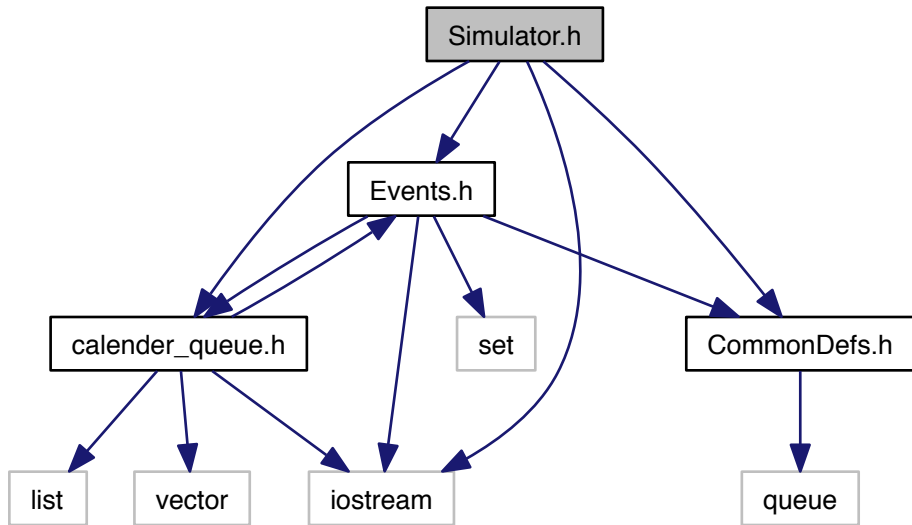 Simulator.h
Events.h
calender_queue.h
set
CommonDefs.h
list
vector
iostream
queue